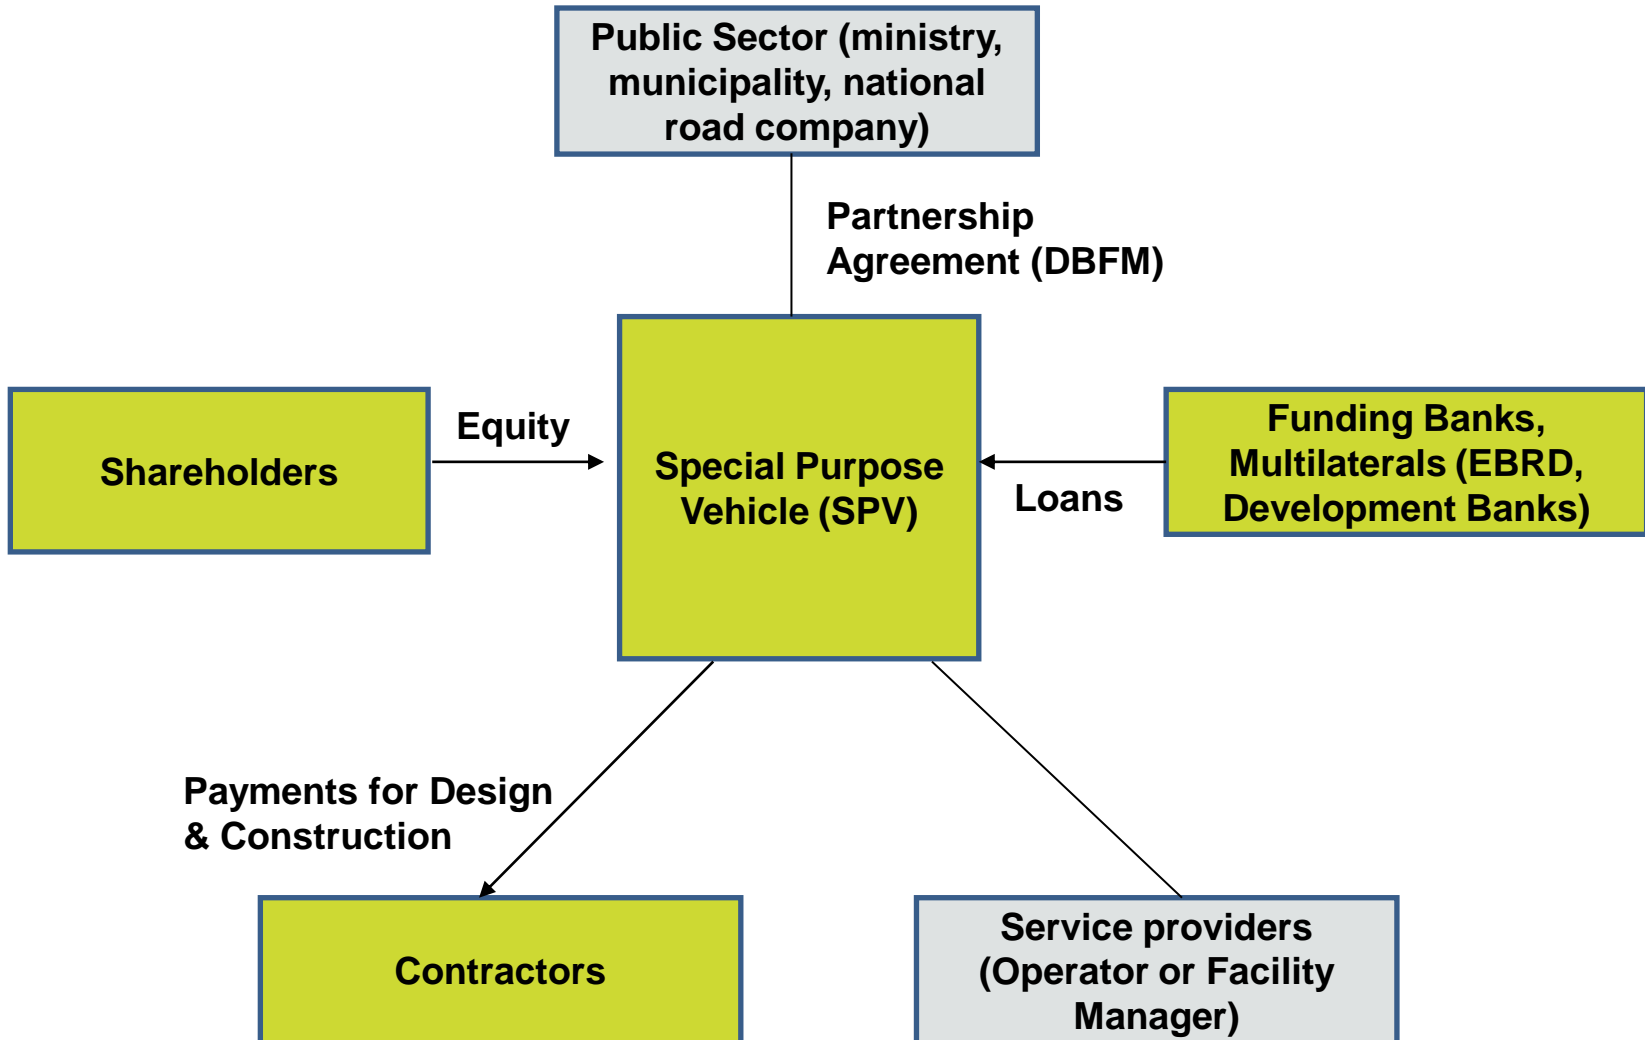 Public Sector (ministry,
municipality, national
road company)
Partnership
Agreement (DBFM)
Shareholders
Equity
Special Purpose
Vehicle (SPV)
Loans
Funding Banks,
Multilaterals (EBRD,
Development Banks)
Payments for Design
& Construction
Contractors
Service providers
(Operator or Facility
Manager)